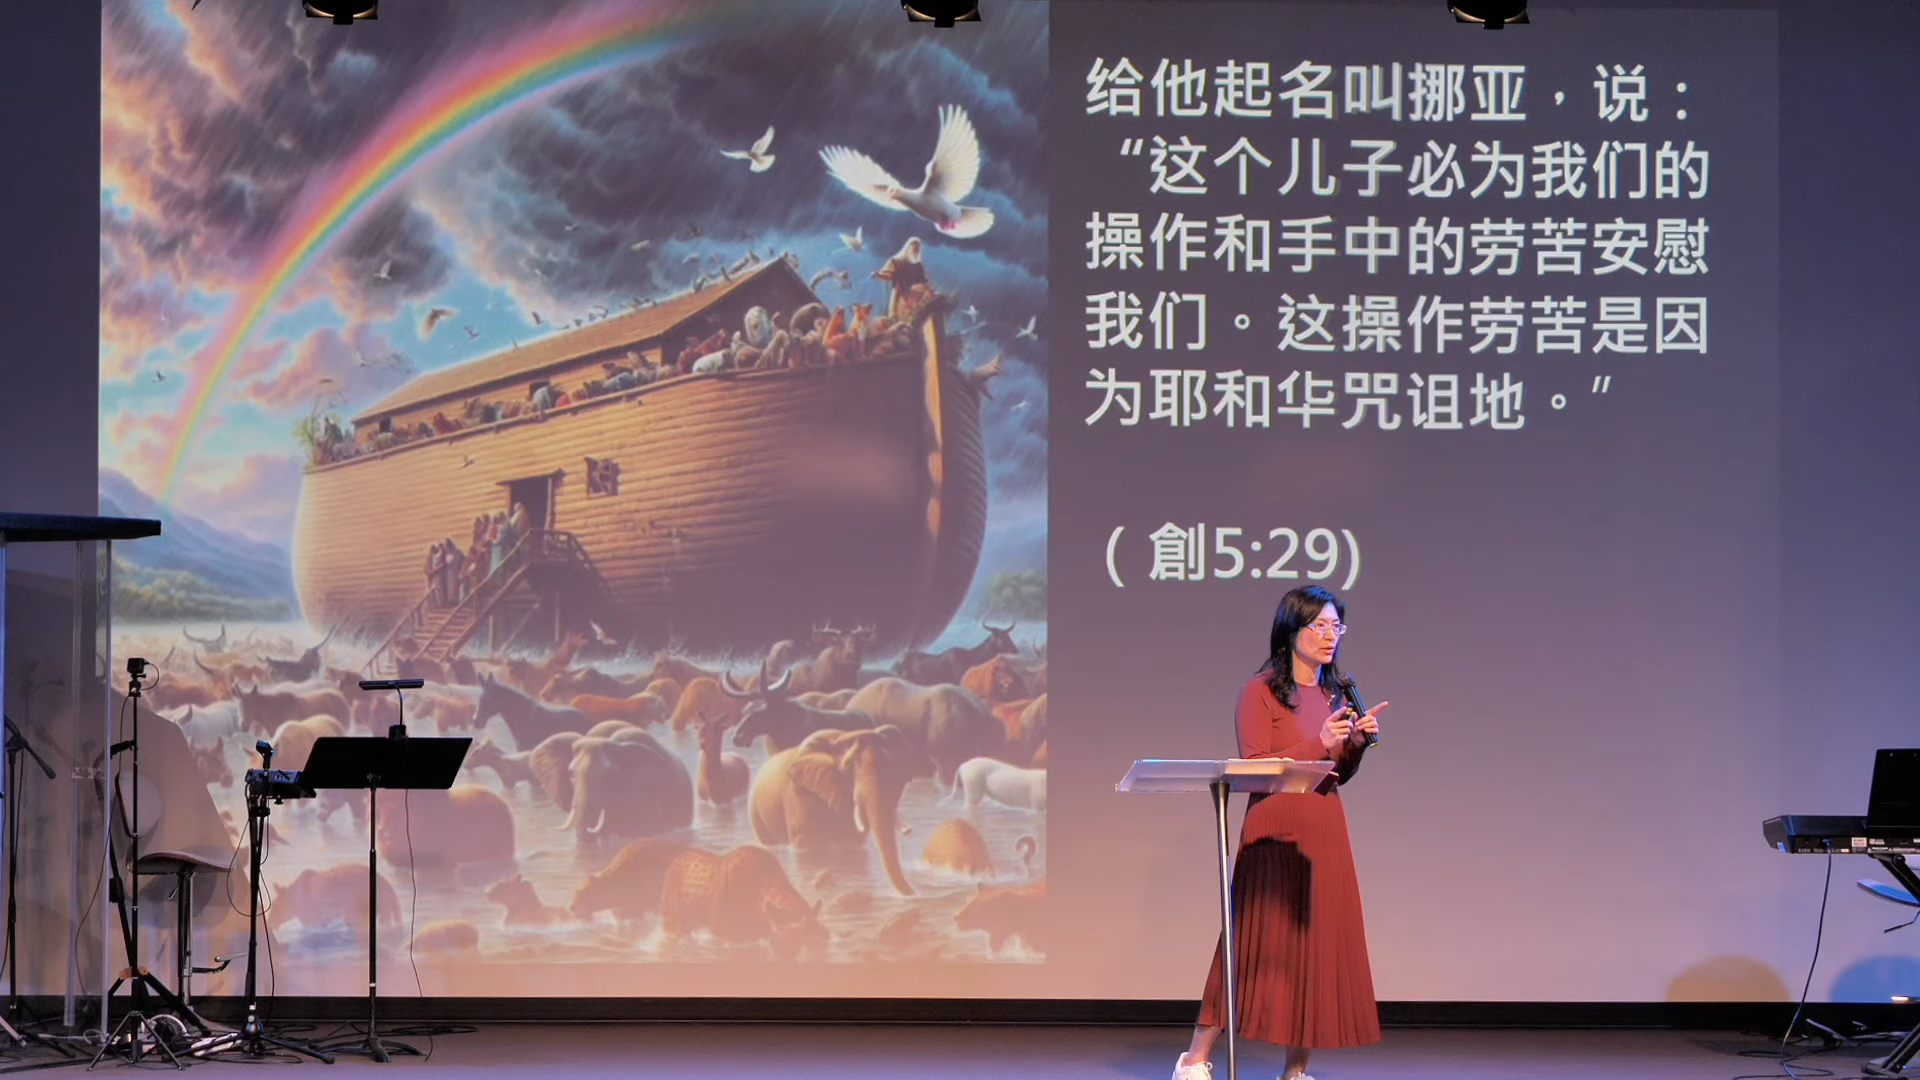 给他起名叫挪亚，说：
“这个儿子必为我们的
操作和手中的劳苦安慰
我们。这操作劳苦是因
为耶和华咒诅地。”
( 創5:29)